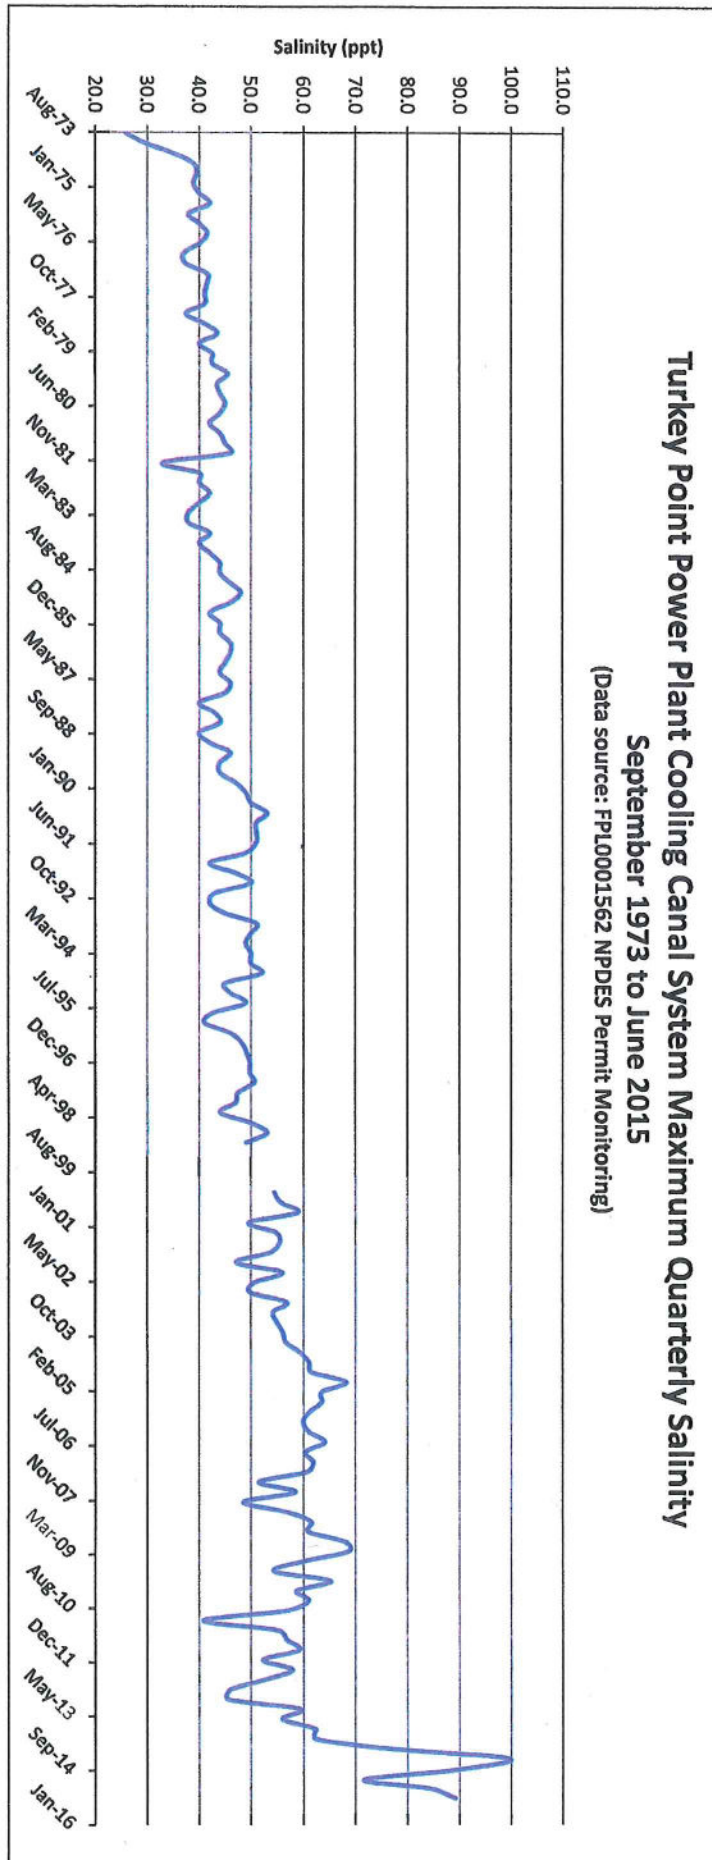 Turkey Point Power Plant Cooling Canal System Maximum Quarterly Salinity
September 1973 to June 2015
(Data source: FPL0001562 NPDES Permit Monitoring)
Salinity (ppt)
110.0
100.0
90.0
80.0
70.0
60.0
50.0
40.0
30.0
20.0
Aug-73
Jan-75
May-76
Oct-77
Feb-79
Jun-80
Nov-81
Mar-83
Aug-84
Dec-85
May-87
Sep-88
Jan-90
Jun-91
Oct-92
Mar-94
Jul-95
Dec-96
Apr-98
Aug-99
Jan-01
May-02
Oct-03
Feb-05
Jul-06
Nov-07
Mar-09
Aug-10
Dec-11
May-13
Sep-14
Jan-16